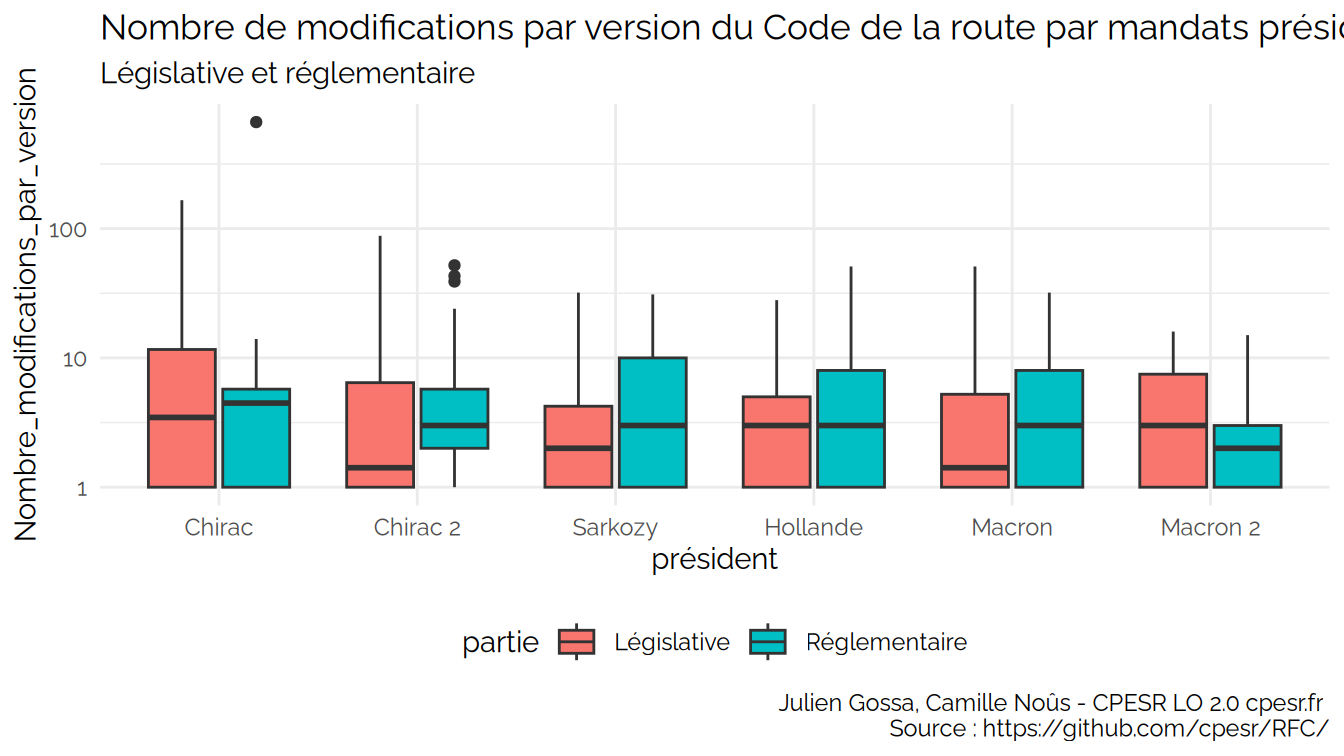 Nombre de modifications par version du Code de la route par mandats présid
Législative et réglementaire
Nombre_modifications_par_version
100
10
1
Chirac Chirac 2 Sarkozy Hollande Macron Macron 2
président
partie Législative Réglementaire
Julien Gossa, Camille Noûs - CPESR LO 2.0 cpesr.fr
Source : https://github.com/cpesr/RFC/